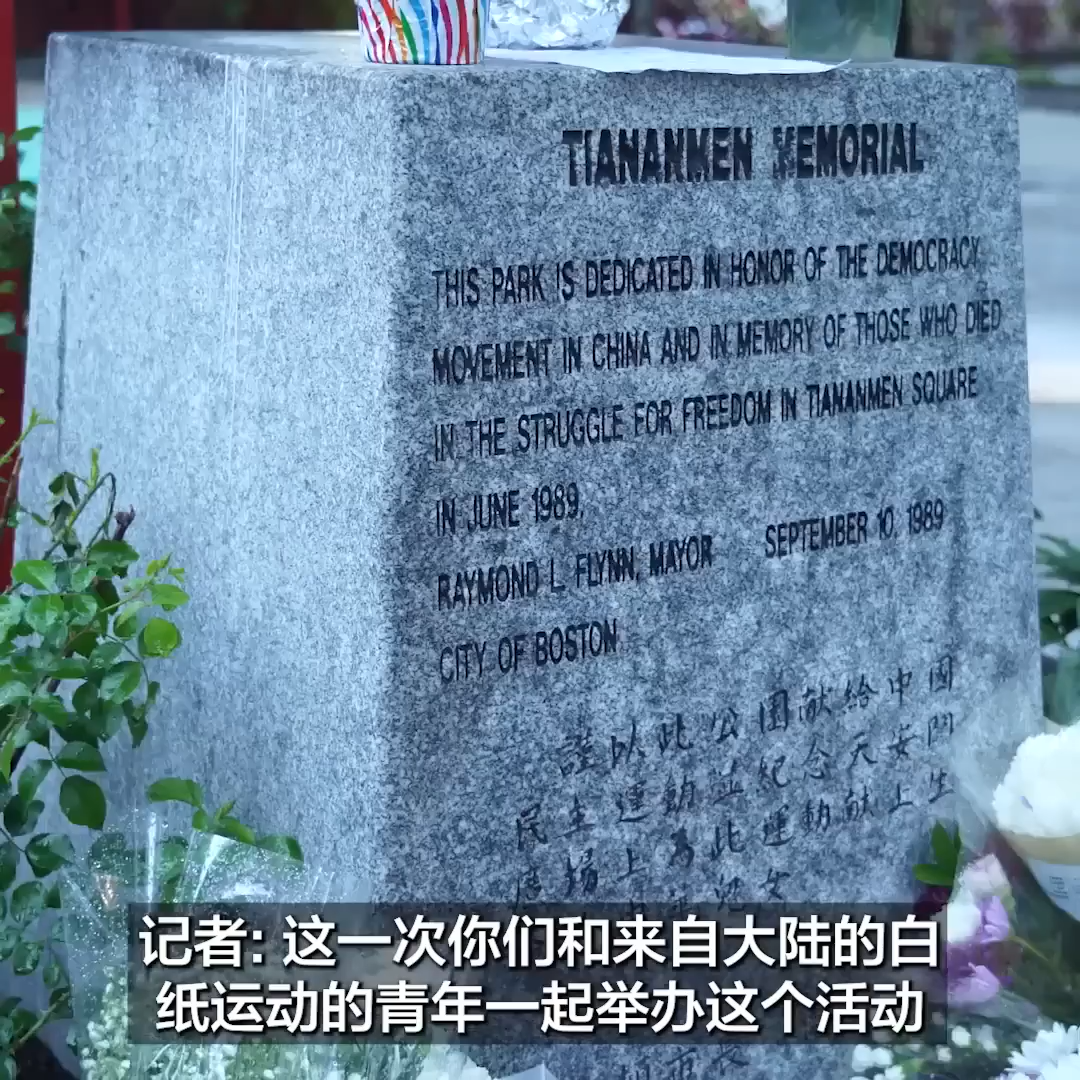 TIANANMEN MEMORIAL
THIS PARK IS DEDICATED IN HONOR OF THE DEMOCRACY
MOVEMENT IN CHINA AND IN MEMORY OF THOSE WHO DIED
IN THE STRUGGLE FOR FREEDOM IN TIANANMEN SQUARE
IN JUNE 1989.
RAYMOND L. FLYNN, MAYOR SEPTEMBER 10, 1989
CITY OF BOSTON
謹以此公園献給中国
民主運動並紀念天安門
廣場上為此運動献上生
记者: 这一次你们和来自大陆的白
纸运动的青年一起举办这个活动